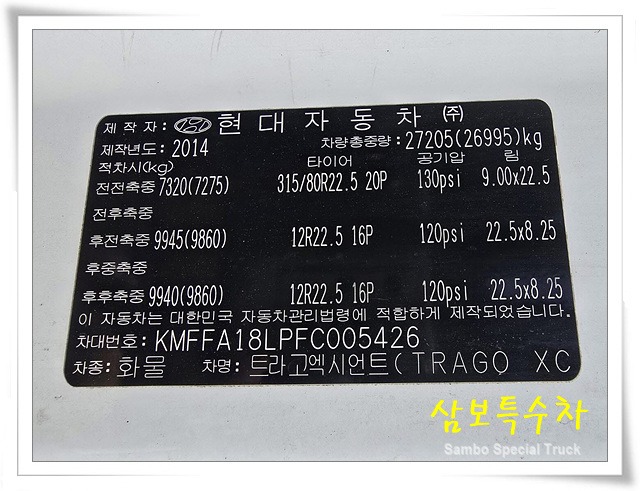 제작자: 현대자동차 ㈜
제작년도: 2014 차량총중량: 27205(26995)kg
적차시(kg) 타이어 공기압 림
전전축중 7320(7275) 315/80R22.5 20P 130psi 9.00x22.5
전후축중
후전축중 9945(9860) 12R22.5 16P 120psi 22.5x8.25
후중축중
후후축중 9940(9860) 12R22.5 16P 120psi 22.5x8.25
이 자동차는 대한민국 자동차관리법령에 적합하게 제작되었습니다.
차대번호: KMFFA18LPFC005426
차종: 화물 차명: 트라고엑시언트(TRAGO XC
삼보특수차
Sambo Special Truck